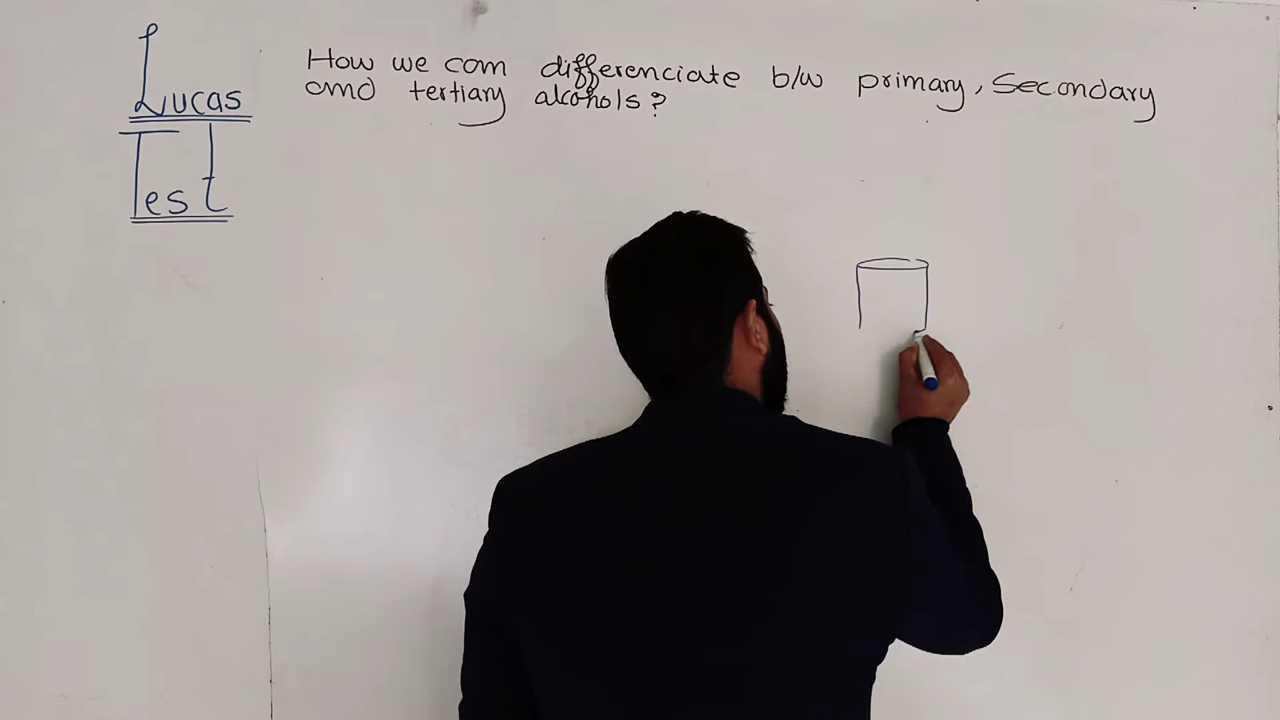 Lucas
Test
How we can differenciate b/w primary, Secondary
and tertiary alcohols?